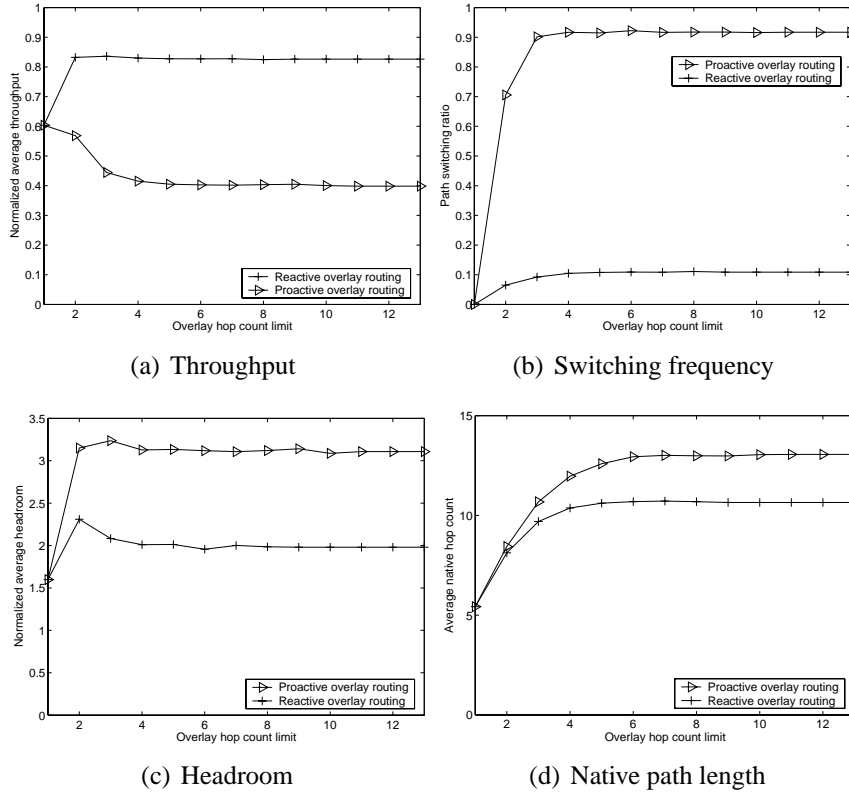 1
0.9
0.8
0.7
0.6
0.5
0.4
0.3
0.2
0.1
0
Normalized average throughput
2 4 6 8 10 12
Overlay hop count limit
Reactive overlay routing
Proactive overlay routing
(a) Throughput
1
0.9
0.8
0.7
0.6
0.5
0.4
0.3
0.2
0.1
0
Path switching ratio
2 4 6 8 10 12
Overlay hop count limit
Proactive overlay routing
Reactive overlay routing
(b) Switching frequency
3.5
3
2.5
2
1.5
1
0.5
0
Normalized average headroom
2 4 6 8 10 12
Overlay hop count limit
Proactive overlay routing
Reactive overlay routing
(c) Headroom
15
10
5
0
Average native hop count
2 4 6 8 10 12
Overlay hop count limit
Proactive overlay routing
Reactive overlay routing
(d) Native path length